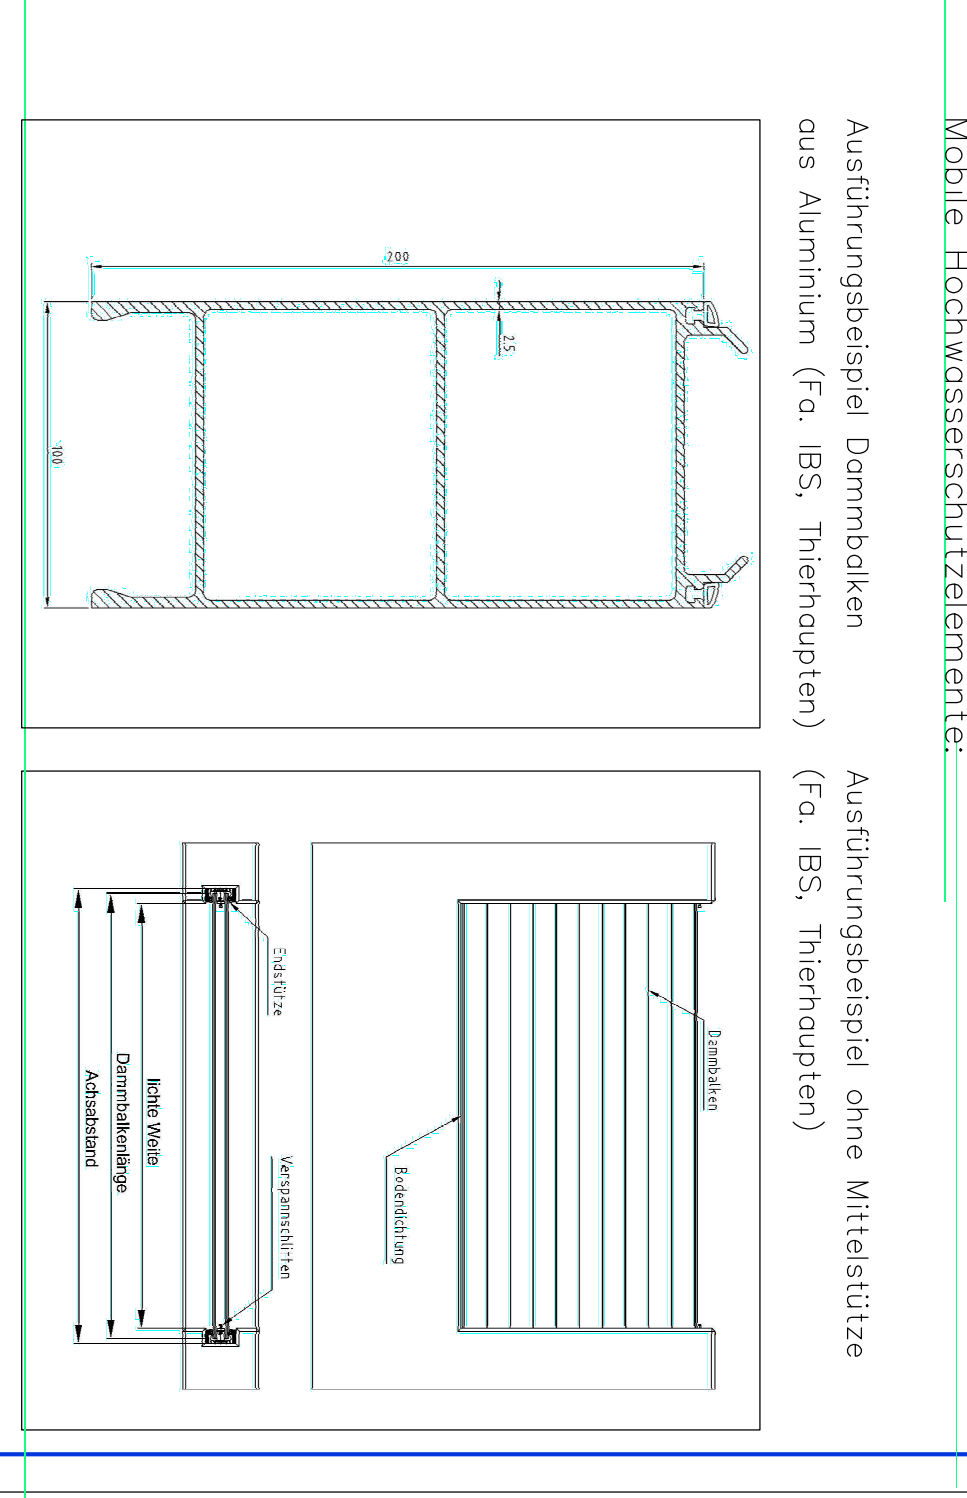 Mobile Hochwasserschutzelemente:
Ausführungsbeispiel Dammbalken
aus Aluminium (Fa. IBS, Thierhaupten)
200
2.5
100
Ausführungsbeispiel ohne Mittelstütze
(Fa. IBS, Thierhaupten)
Dammbalken
Bodendichtung
Endstütze
Verspannschlitten
lichte Weite
Dammbalkenlänge
Achsabstand